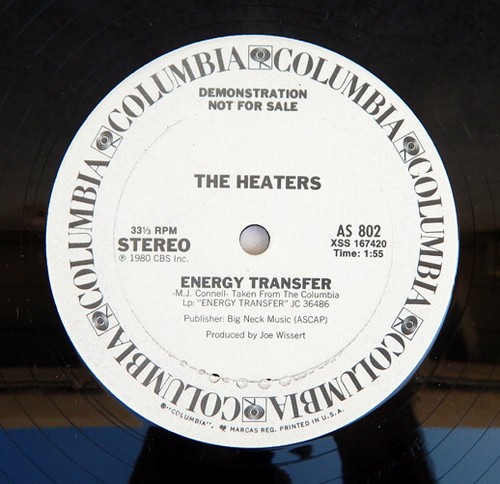 COLUMBIA COLUMBIA COLUMBIA COLUMBIA COLUMBIA COLUMBIA COLUMBIA COLUMBIA
DEMONSTRATION
NOT FOR SALE
THE HEATERS
33⅓ RPM
STEREO
℗ 1980 CBS Inc.
AS 802
XSS 167420
Time: 1:55
ENERGY TRANSFER
-M.J. Connell- Taken From The Columbia
Lp: "ENERGY TRANSFER" JC 36486
Publisher: Big Neck Music (ASCAP)
Produced by Joe Wissert
® "COLUMBIA", MARCAS REG. PRINTED IN U.S.A.